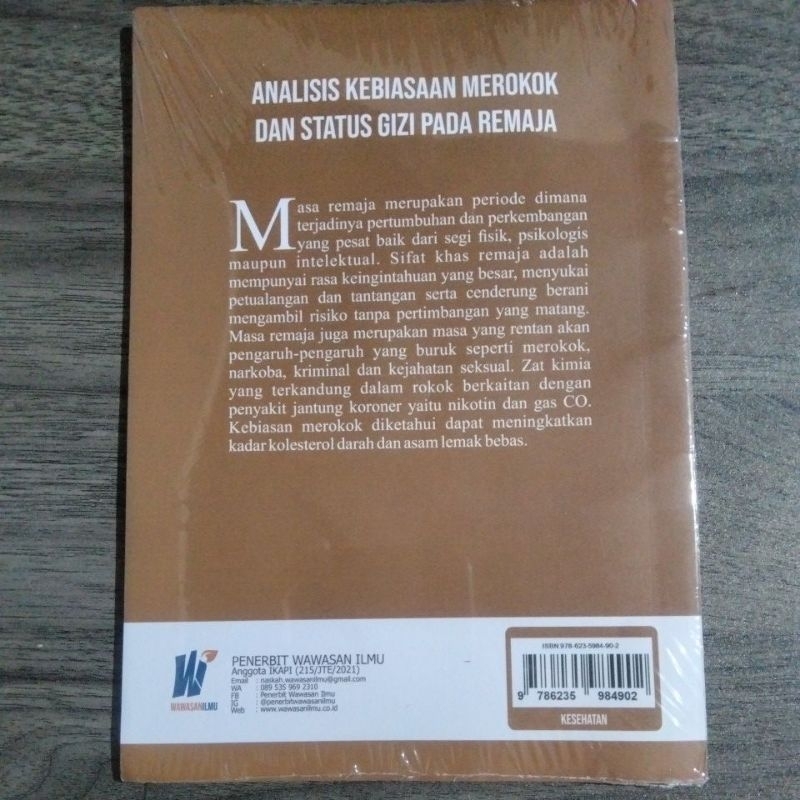 ANALISIS KEBIASAAN MEROKOK
DAN STATUS GIZI PADA REMAJA
Masa remaja merupakan periode dimana
terjadinya pertumbuhan dan perkembangan
yang pesat baik dari segi fisik, psikologis
maupun intelektual. Sifat khas remaja adalah
mempunyai rasa keingintahuan yang besar, menyukai
petualangan dan tantangan serta cenderung berani
mengambil risiko tanpa pertimbangan yang matang.
Masa remaja juga merupakan masa yang rentan akan
pengaruh-pengaruh yang buruk seperti merokok,
narkoba, kriminal dan kejahatan seksual. Zat kimia
yang terkandung dalam rokok berkaitan dengan
penyakit jantung koroner yaitu nikotin dan gas CO.
Kebiasan merokok diketahui dapat meningkatkan
kadar kolesterol darah dan asam lemak bebas.
WAWASANILMU
PENERBIT WAWASAN ILMU
Anggota IKAPI (215/JTE/2021)
Email : naskah.wawasanilmu@gmail.com
WA : 089 535 969 2310
FB : Penerbit Wawasan Ilmu
IG : @penerbitwawasanilmu
Web : www.wawasanilmu.co.id
ISBN 978-623-5984-90-2
9 786235 984902
KESEHATAN